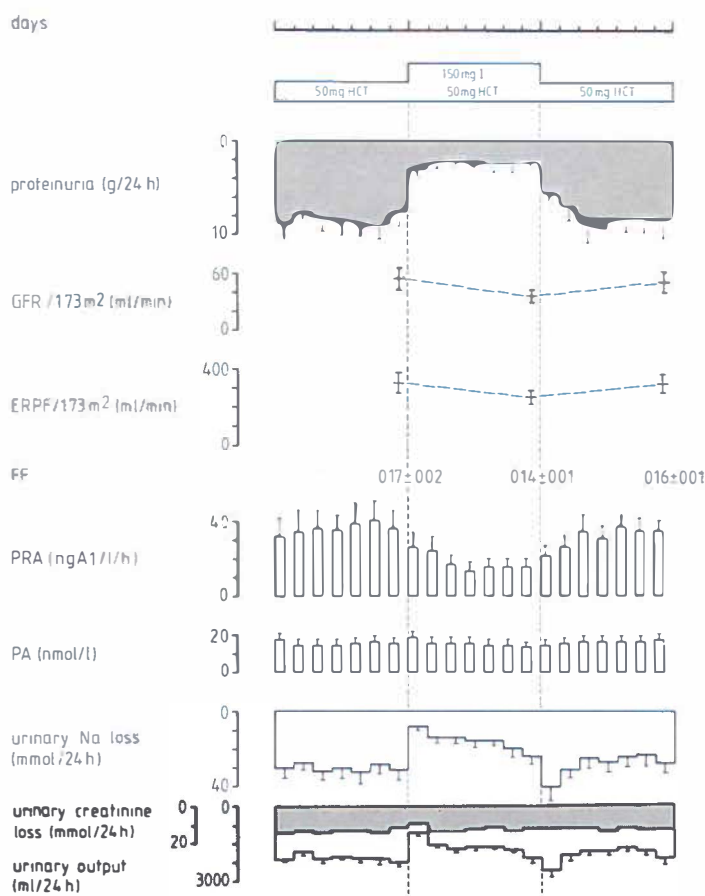 days
150mg I
50mg HCT 50mg HCT 50mg HCT
0
proteinuria (g/24 h)
10
60
GFR /173m2 (ml/min)
0
400
ERPF/173m2 (ml/min)
0
FF 017±002 014±001 016±001
40
PRA (ngA1/l/h)
0
20
PA (nmol/l)
0
0
urinary Na loss
(mmol/24h)
40
urinary creatinine 0 0
loss (mmol/24h)
20
urinary output
(ml/24h) 3000